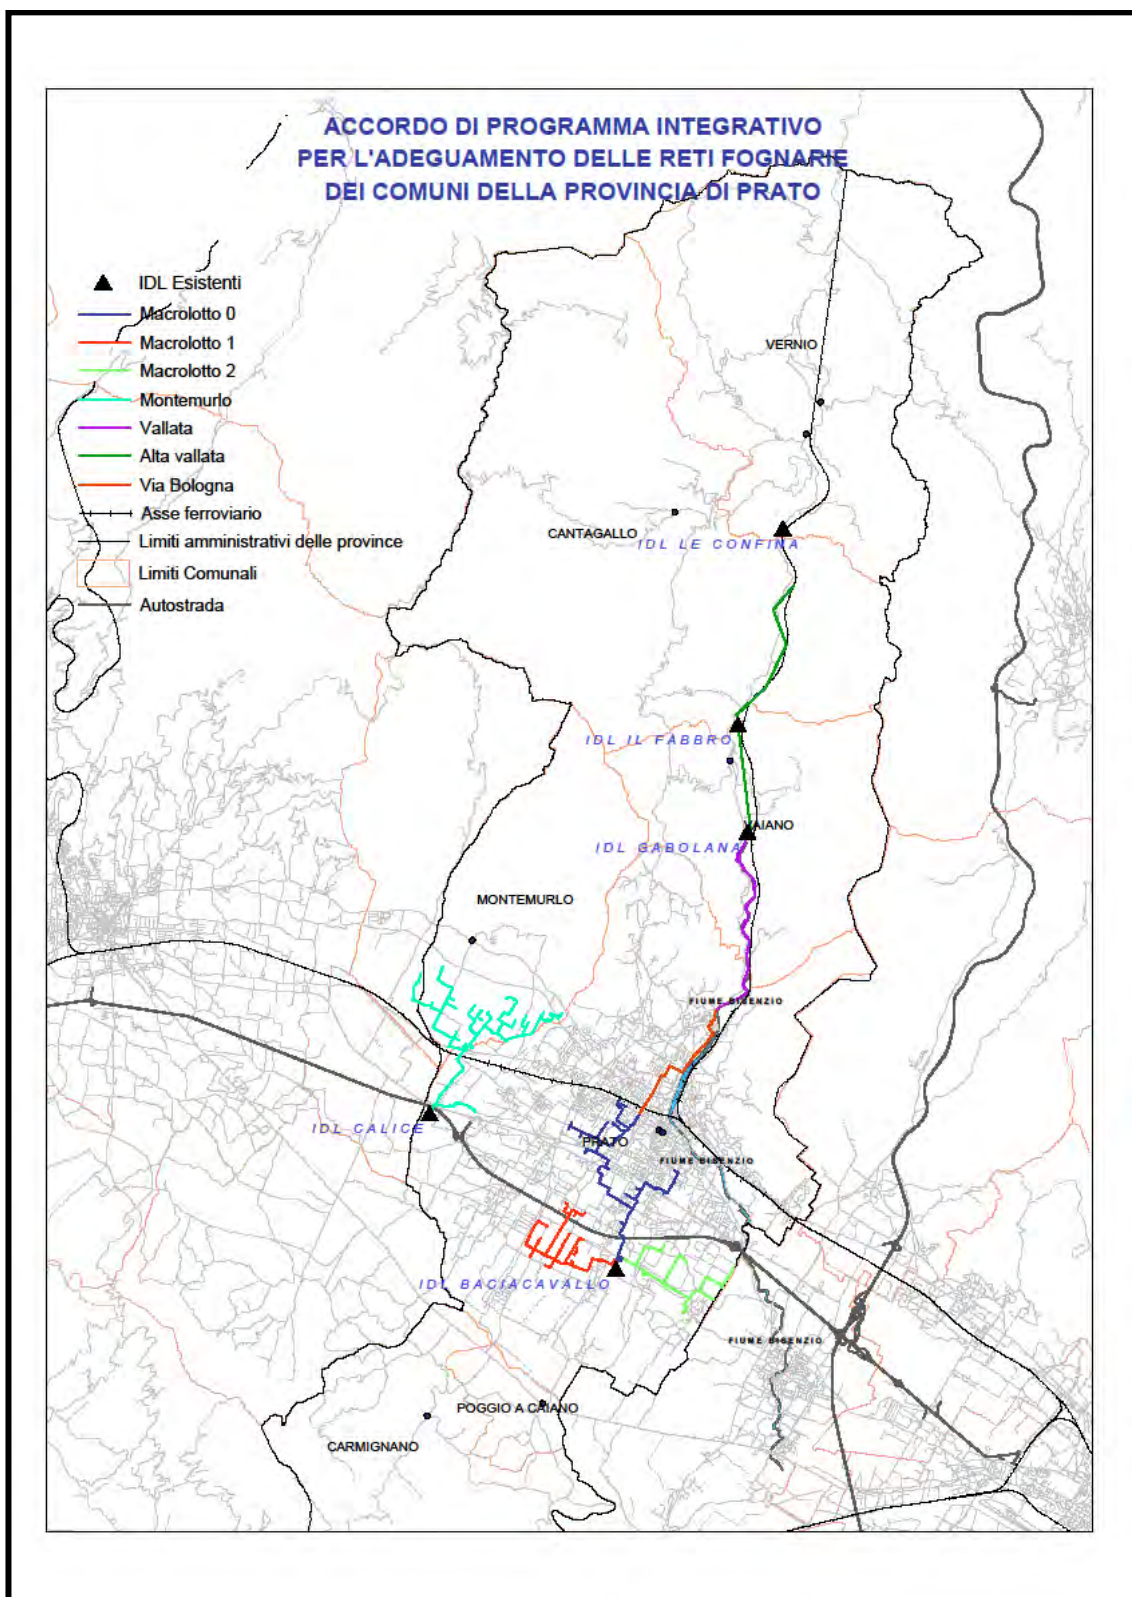 ACCORDO DI PROGRAMMA INTEGRATIVO
PER L'ADEGUAMENTO DELLE RETI FOGNARIE
DEI COMUNI DELLA PROVINCIA DI PRATO
IDL Esistenti
Macrolotto 0
Macrolotto 1
Macrolotto 2
Montemurlo
Vallata
Alta vallata
Via Bologna
Asse ferroviario
Limiti amministrativi delle province
Limiti Comunali
Autostrada
VERNIO
CANTAGALLO
IDL LE CONFINA
IDL IL FABBRO
VAIANO
IDL GABOLANA
MONTEMURLO
FIUME BISENZIO
IDL CALICE
PRATO
FIUME BISENZIO
IDL BACIACAVALLO
FIUME BISENZIO
POGGIO A CAIANO
CARMIGNANO